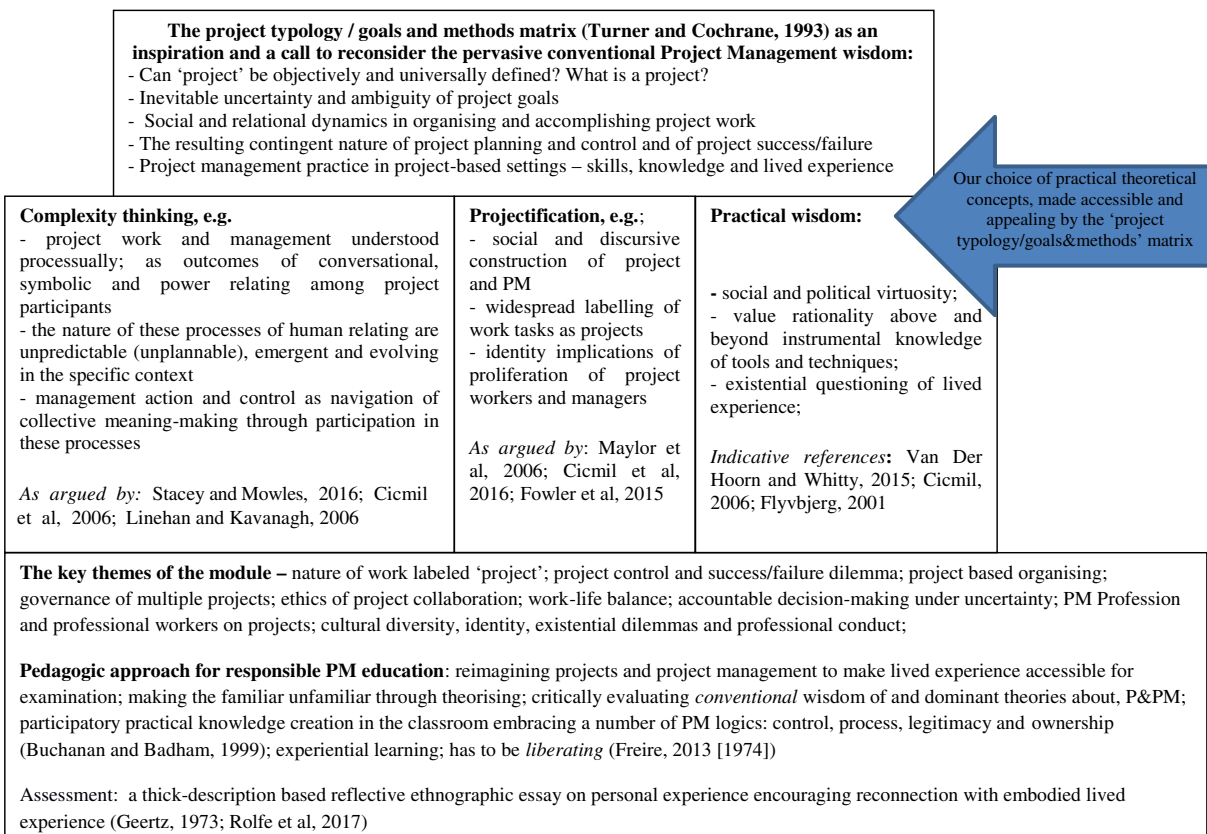 The project typology / goals and methods matrix (Turner and Cochrane, 1993) as an
inspiration and a call to reconsider the pervasive conventional Project Management wisdom:
- Can ‘project’ be objectively and universally defined? What is a project?
- Inevitable uncertainty and ambiguity of project goals
- Social and relational dynamics in organising and accomplishing project work
- The resulting contingent nature of project planning and control and of project success/failure
- Project management practice in project-based settings – skills, knowledge and lived experience
Our choice of practical theoretical
concepts, made accessible and
appealing by the ‘project
typology/goals&methods’ matrix
Complexity thinking, e.g.
- project work and management understood
processually; as outcomes of conversational,
symbolic and power relating among project
participants
- the nature of these processes of human relating are
unpredictable (unplannable), emergent and evolving
in the specific context
- management action and control as navigation of
collective meaning-making through participation in
these processes
As argued by: Stacey and Mowles, 2016; Cicmil
et al, 2006; Linehan and Kavanagh, 2006
Projectification, e.g.;
- social and discursive
construction of project
and PM
- widespread labelling of
work tasks as projects
- identity implications of
proliferation of project
workers and managers
As argued by: Maylor et
al, 2006; Cicmil et al,
2016; Fowler et al, 2015
Practical wisdom:
- social and political virtuosity;
- value rationality above and
beyond instrumental knowledge
of tools and techniques;
- existential questioning of lived
experience;
Indicative references: Van Der
Hoorn and Whitty, 2015; Cicmil,
2006; Flyvbjerg, 2001
The key themes of the module – nature of work labeled ‘project’; project control and success/failure dilemma; project based organising;
governance of multiple projects; ethics of project collaboration; work-life balance; accountable decision-making under uncertainty; PM Profession
and professional workers on projects; cultural diversity, identity, existential dilemmas and professional conduct;
Pedagogic approach for responsible PM education: reimagining projects and project management to make lived experience accessible for
examination; making the familiar unfamiliar through theorising; critically evaluating conventional wisdom of and dominant theories about, P&PM;
participatory practical knowledge creation in the classroom embracing a number of PM logics: control, process, legitimacy and ownership
(Buchanan and Badham, 1999); experiential learning; has to be liberating (Freire, 2013 [1974])
Assessment: a thick-description based reflective ethnographic essay on personal experience encouraging reconnection with embodied lived
experience (Geertz, 1973; Rolfe et al, 2017)